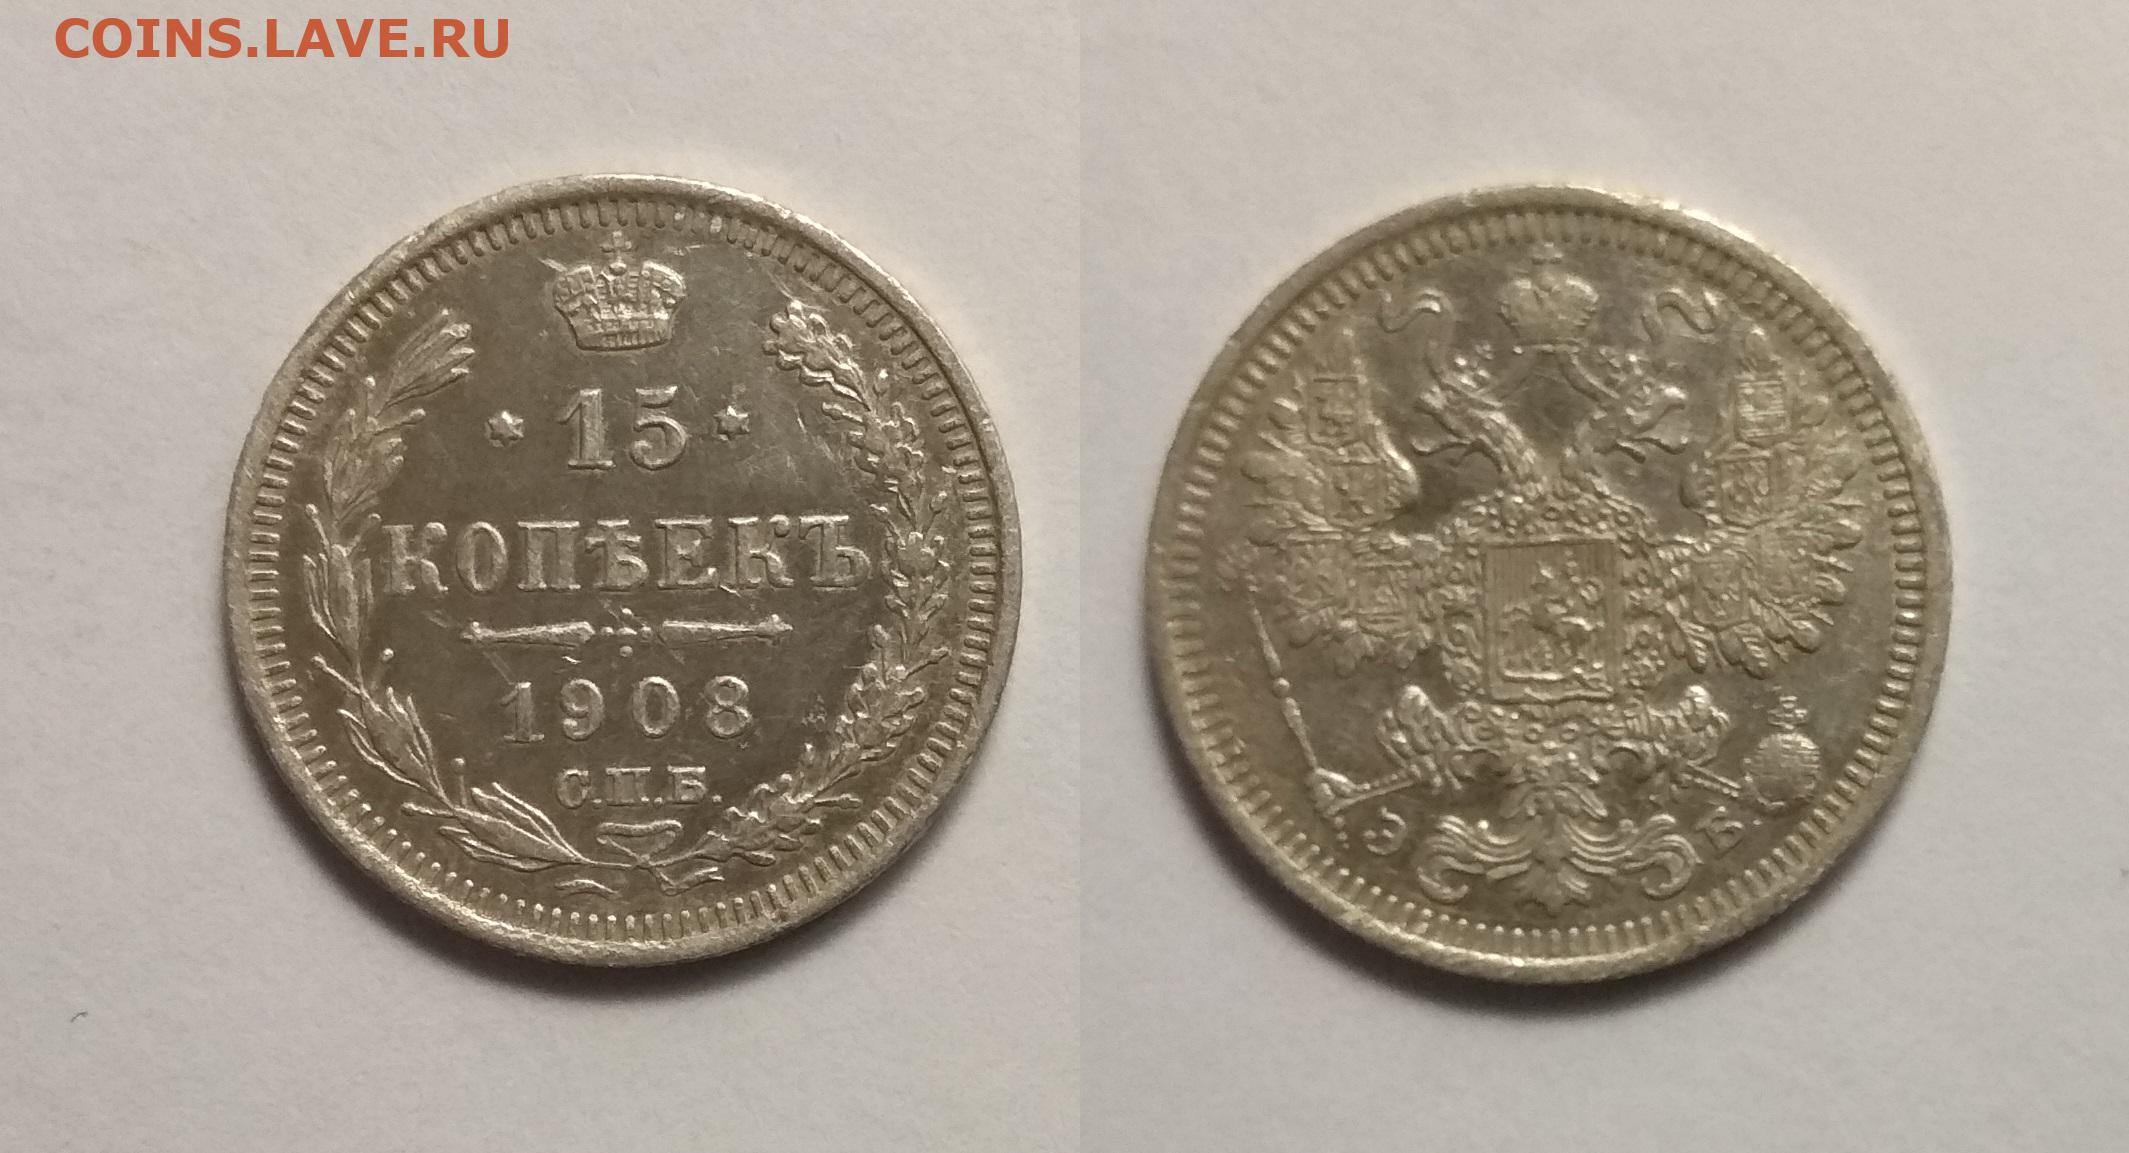 COINS.LAVE.RU
15
КОПѢЕКЪ
1908
С.П.Б.
Э Б.